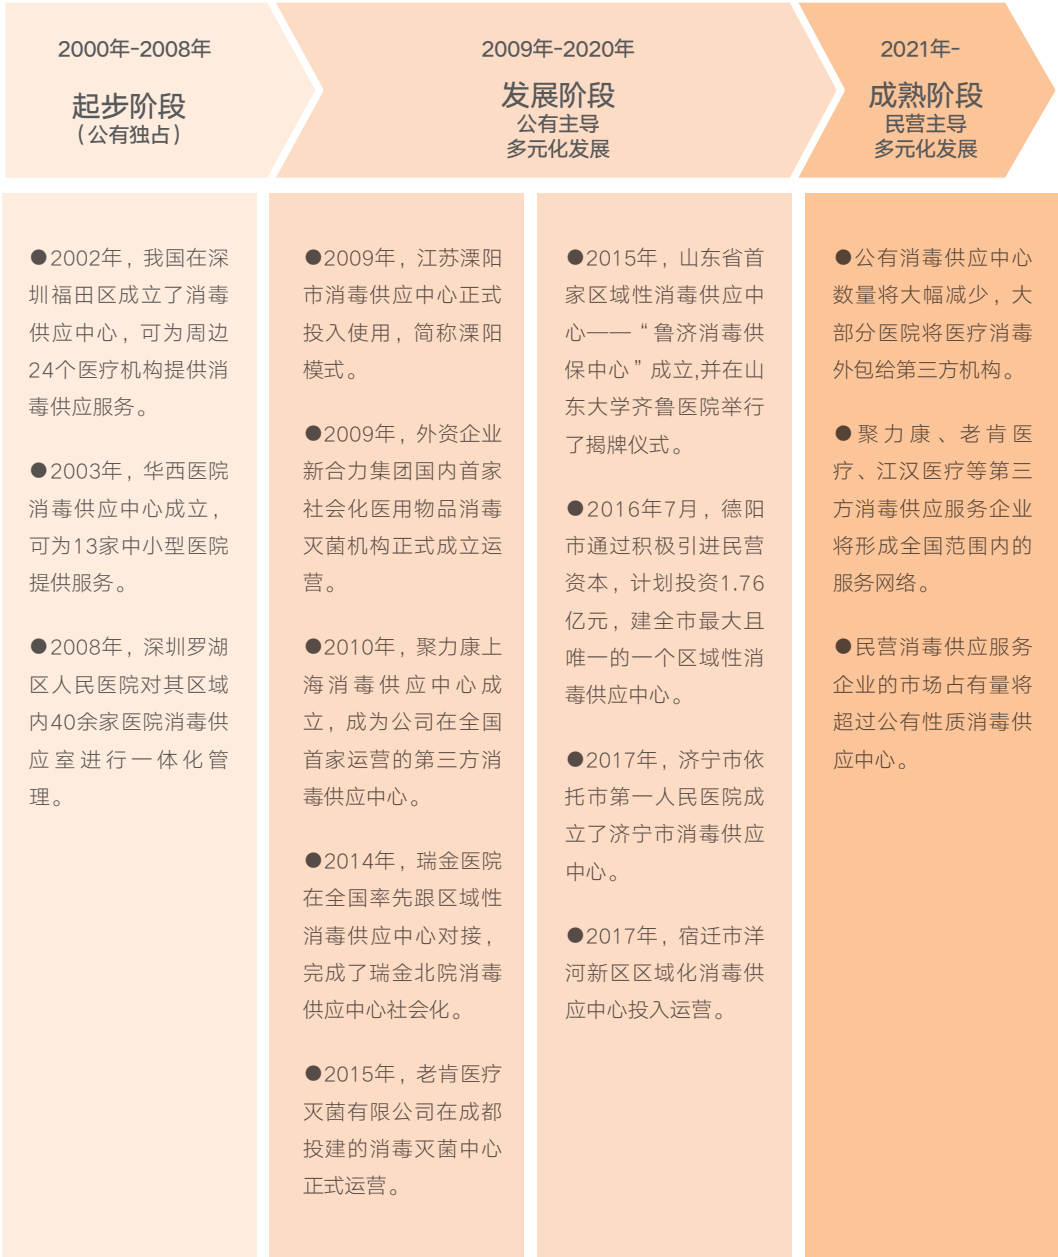 2000年-2008年
起步阶段
（公有独占）
2009年-2020年
发展阶段
公有主导
多元化发展
2021年-
成熟阶段
民营主导
多元化发展
●2002年，我国在深
圳福田区成立了消毒
供应中心，可为周边
24个医疗机构提供消
毒供应服务。
●2003年，华西医院
消毒供应中心成立，
可为13家中小型医院
提供服务。
●2008年，深圳罗湖
区人民医院对其区域
内40余家医院消毒供
应室进行一体化管
理。
●2009年，江苏溧阳
市消毒供应中心正式
投入使用，简称溧阳
模式。
●2009年，外资企业
新合力集团国内首家
社会化医用物品消毒
灭菌机构正式成立运
营。
●2010年，聚力康上
海消毒供应中心成
立，成为公司在全国
首家运营的第三方消
毒供应中心。
●2014年，瑞金医院
在全国率先跟区域性
消毒供应中心对接，
完成了瑞金北院消毒
供应中心社会化。
●2015年，老肯医疗
灭菌有限公司在成都
投建的消毒灭菌中心
正式运营。
●2015年，山东省首
家区域性消毒供应中
心——“鲁济消毒供
保中心”成立,并在山
东大学齐鲁医院举行
了揭牌仪式。
●2016年7月，德阳
市通过积极引进民营
资本，计划投资1.76
亿元，建全市最大且
唯一的一个区域性消
毒供应中心。
●2017年，济宁市依
托市第一人民医院成
立了济宁市消毒供应
中心。
●2017年，宿迁市洋
河新区区域化消毒供
应中心投入运营。
●公有消毒供应中心
数量将大幅减少，大
部分医院将医疗消毒
外包给第三方机构。
●聚力康、老肯医
疗、江汉医疗等第三
方消毒供应服务企业
将形成全国范围内的
服务网络。
●民营消毒供应服务
企业的市场占有量将
超过公有性质消毒供
应中心。